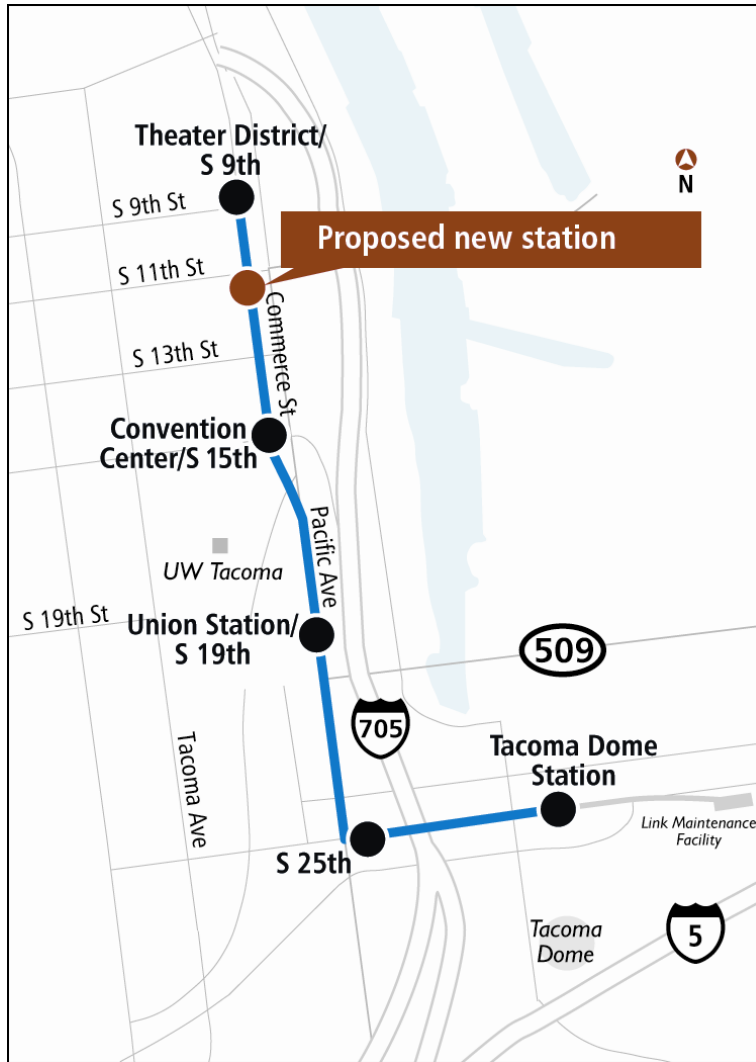 Theater District/
S 9th
N
S 9th St
Proposed new station
S 11th St
Commerce St
S 13th St
Convention
Center/S 15th
Pacific Ave
UW Tacoma
S 19th St
Union Station/
S 19th
509
705
Tacoma Ave
Tacoma Dome
Station
Link Maintenance
Facility
S 25th
Tacoma
Dome
5